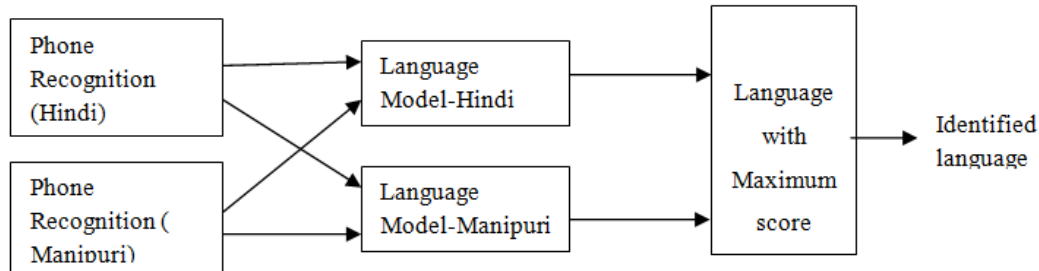 Phone
Recognition
(Hindi)
Phone
Recognition (
Manipuri)
Language
Model-Hindi
Language
Model-Manipuri
Language
with
Maximum
score
Identified
language